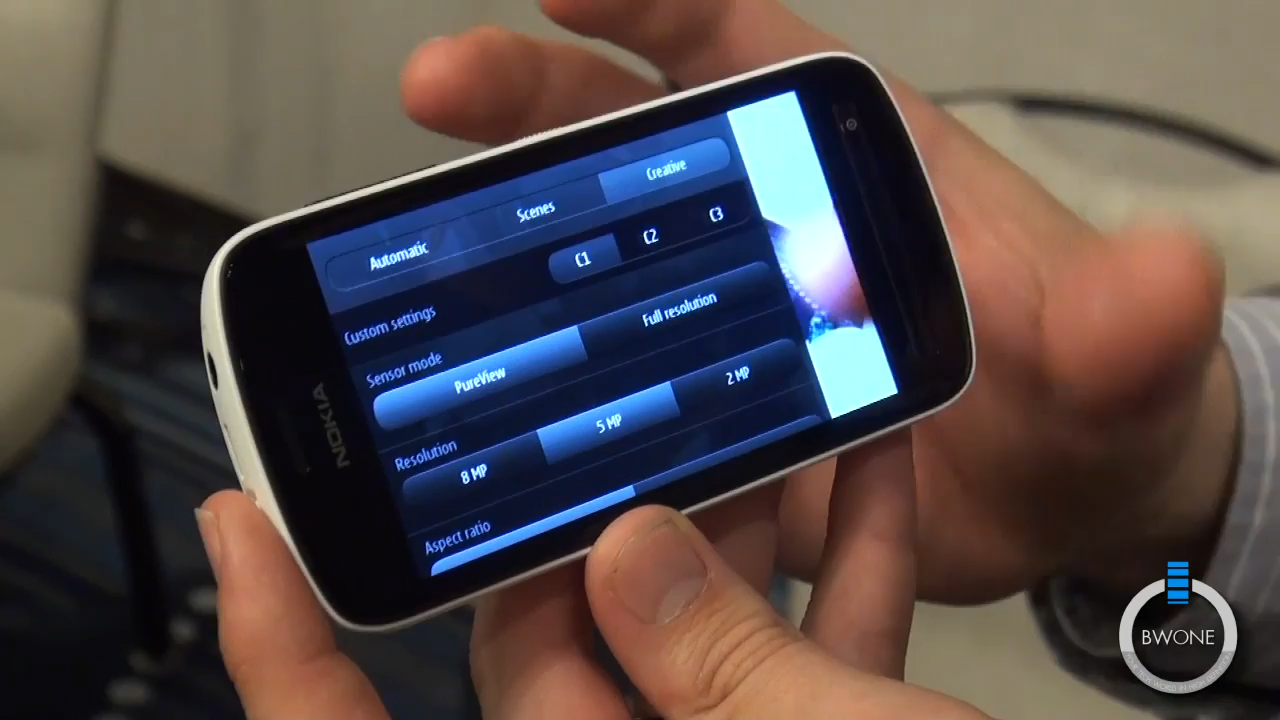 Creative
Scenes
Automatic
C1 C2 C3
Custom settings
Sensor mode
PureView Full resolution
Resolution
8 MP 5 MP 2 MP
Aspect ratio
NOKIA
BWONE